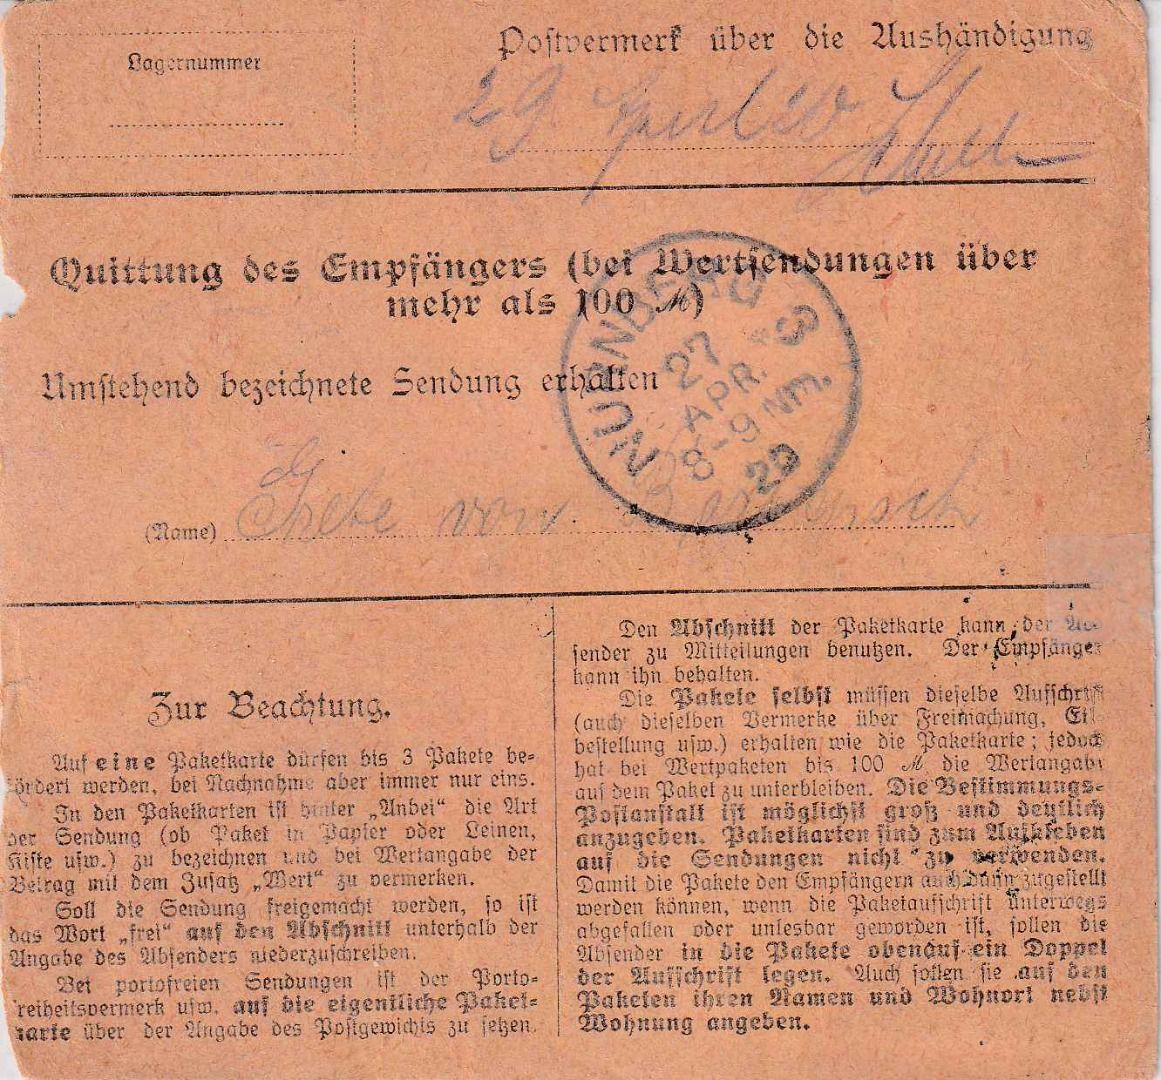 Lagernummer
Postvermerk über die Aushändigung
29 April 20
Quittung des Empfängers (bei Wertsendungen über
mehr als 100 ℳ)
Umstehend bezeichnete Sendung erhalten
NÜRNBERG 3
27
APR.
8-9 NM.
20
(Name) Grete von
Zur Beachtung.
Auf eine Paketkarte dürfen bis 3 Pakete be-
ördert werden, bei Nachnahme aber immer nur eins.
In den Paketkarten ist hinter „Anbei“ die Art
der Sendung (ob Paket in Papier oder Leinen,
Kiste usw.) zu bezeichnen und bei Wertangabe der
Betrag mit dem Zusatz „Wert“ zu vermerken.
Soll die Sendung freigemacht werden, so ist
das Wort „frei“ auf den Abschnitt unterhalb der
Angabe des Absenders niederzuschreiben.
Bei portofreien Sendungen ist der Porto-
reiheitsvermerk usw. auf die eigentliche Paket-
karte über der Angabe des Postgewichts zu setzen.
Den Abschnitt der Paketkarte kann der Ab-
sender zu Mitteilungen benutzen. Der Empfänger
kann ihn behalten.
Die Pakete selbst müssen dieselbe Aufschrift
(auch dieselben Vermerke über Freimachung, Eil-
bestellung usw.) erhalten wie die Paketkarte; jedoch
hat bei Wertpaketen bis 100 ℳ die Wertangabe
auf dem Paket zu unterbleiben. Die Bestimmungs-
Postanstalt ist möglichst groß und deutlich
anzugeben. Paketkarten sind zum Aufkleben
auf die Sendungen nicht zu verwenden.
Damit die Pakete den Empfängern auch dann zugestellt
werden können, wenn die Paketaufschrift unterwegs
abgefallen oder unlesbar geworden ist, sollen die
Absender in die Pakete obenauf ein Doppel
der Aufschrift legen. Auch sollen sie auf den
Paketen ihren Namen und Wohnort nebst
Wohnung angeben.